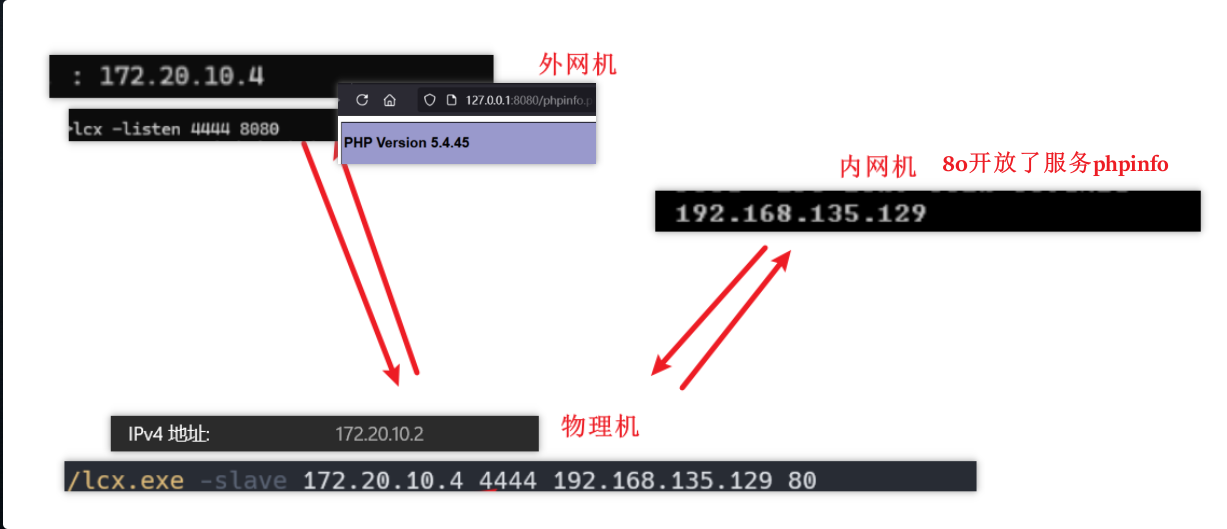 : 172.20.10.4
外网机
lcx -listen 4444 8080
127.0.0.1:8080/phpinfo.p
PHP Version 5.4.45
内网机
80开放了服务phpinfo
192.168.135.129
IPv4 地址:
172.20.10.2
物理机
/lcx.exe -slave 172.20.10.4 4444 192.168.135.129 80